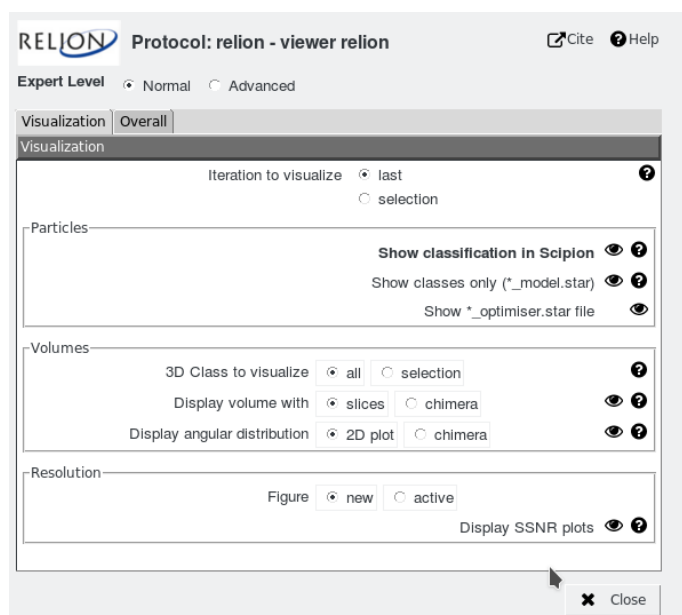 RELION Protocol: relion - viewer relion Cite Help
Expert Level Normal Advanced
Visualization Overall
Visualization
Iteration to visualize last
selection
Particles
Show classification in Scipion
Show classes only (*_model.star)
Show *_optimiser.star file
Volumes
3D Class to visualize all selection
Display volume with slices chimera
Display angular distribution 2D plot chimera
Resolution
Figure new active
Display SSNR plots
Close